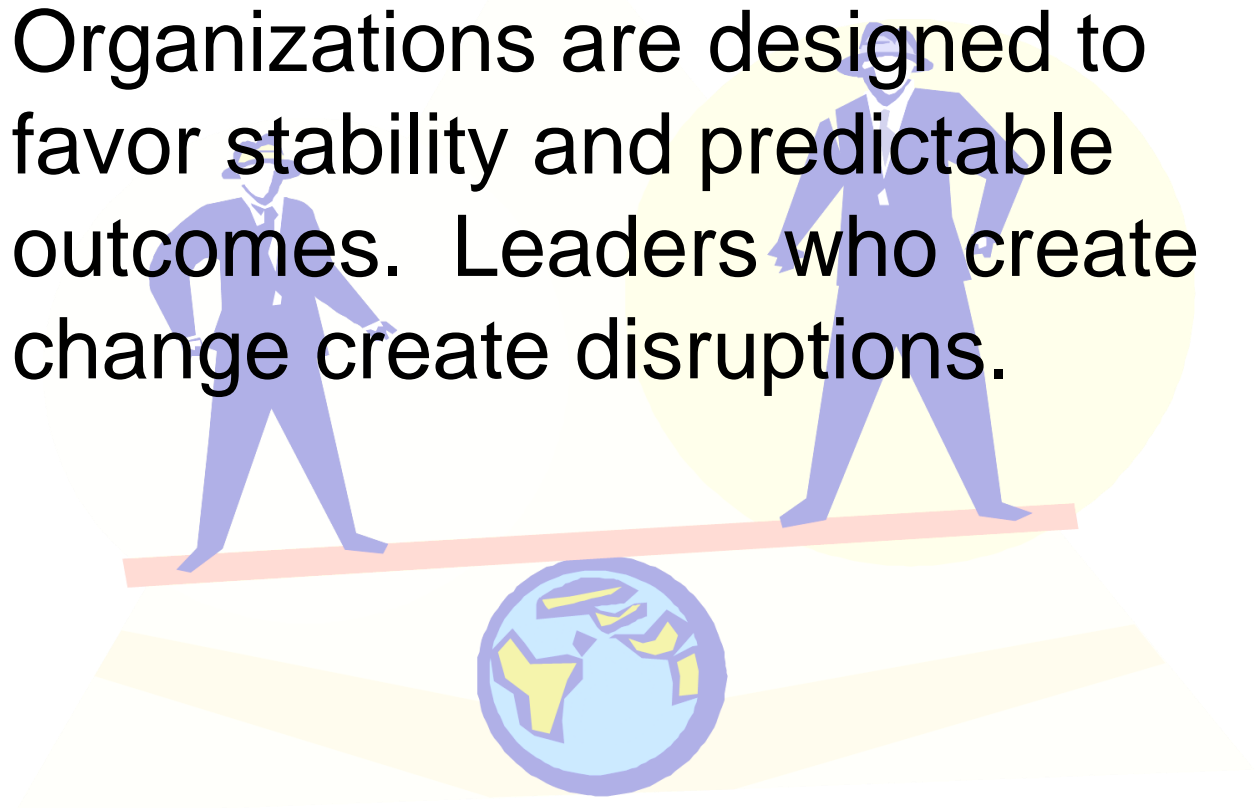 Organizations are designed to
favor stability and predictable
outcomes.  Leaders who create
change create disruptions.